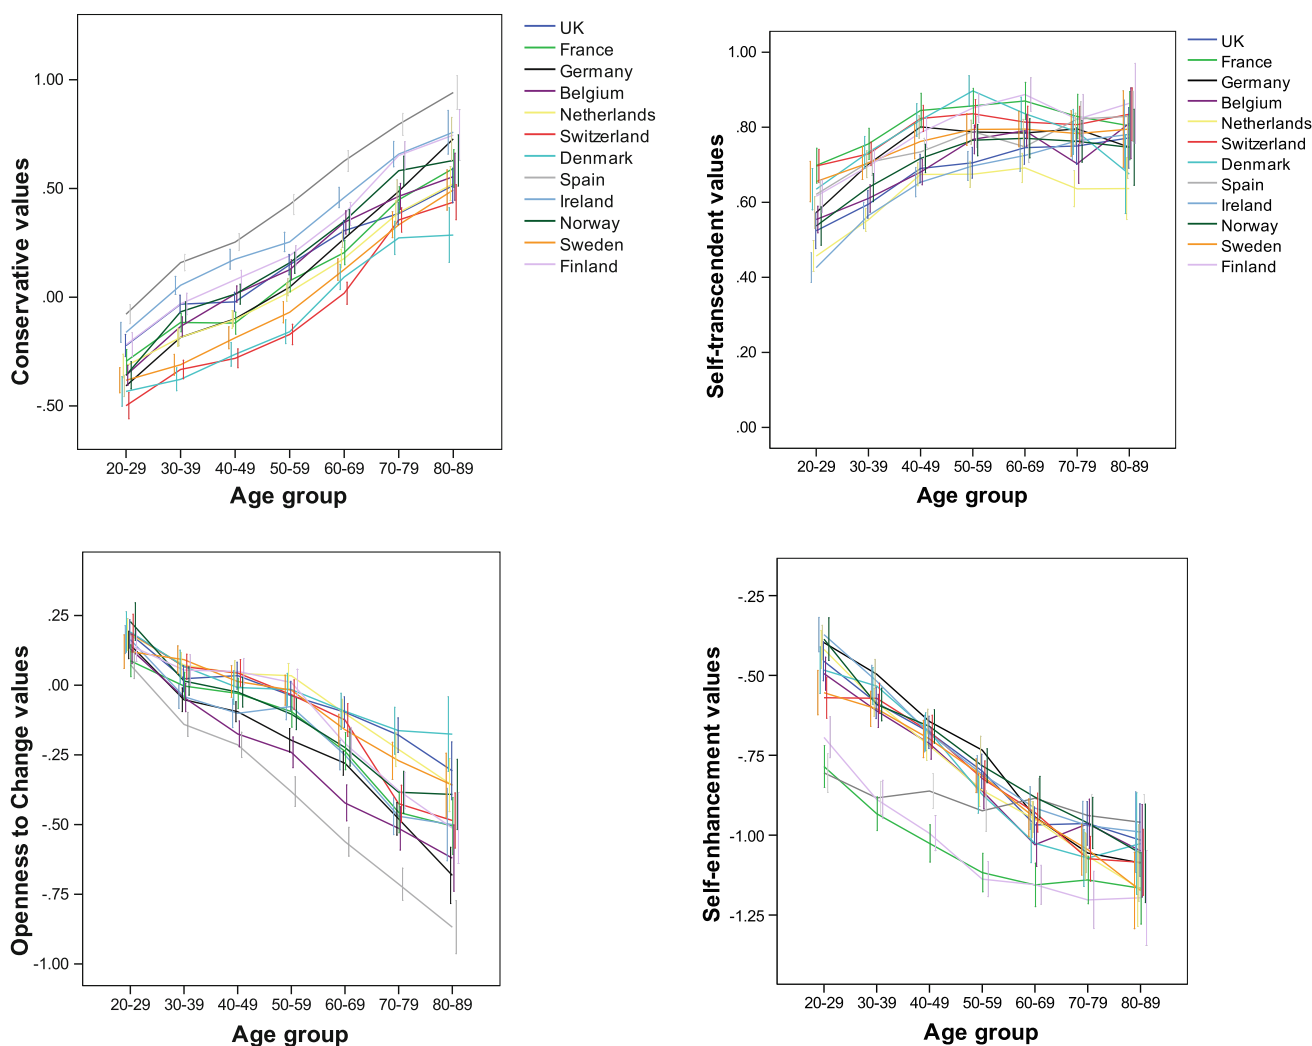 1.00
.50
.00
-.50
Conservative values
20-29 30-39 40-49 50-59 60-69 70-79 80-89
Age group
UK
France
Germany
Belgium
Netherlands
Switzerland
Denmark
Spain
Ireland
Norway
Sweden
Finland
1.00
.80
.60
.40
.20
.00
Self-transcendent values
20-29 30-39 40-49 50-59 60-69 70-79 80-89
Age group
UK
France
Germany
Belgium
Netherlands
Switzerland
Denmark
Spain
Ireland
Norway
Sweden
Finland
.25
.00
-.25
-.50
-.75
-1.00
Openness to Change values
20-29 30-39 40-49 50-59 60-69 70-79 80-89
Age group
-.25
-.50
-.75
-1.00
-1.25
Self-enhancement values
20-29 30-39 40-49 50-59 60-69 70-79 80-89
Age group